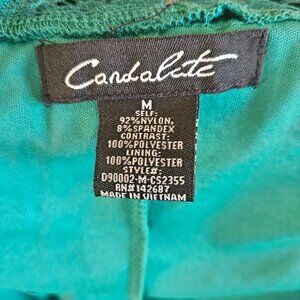 Candalite
M
SELF:
92%NYLON,
8%SPANDEX
CONTRAST:
100%POLYESTER
LINING:
100%POLYESTER
STYLE#:
D90002-M-CS2355
RN#142687
MADE IN VIETNAM